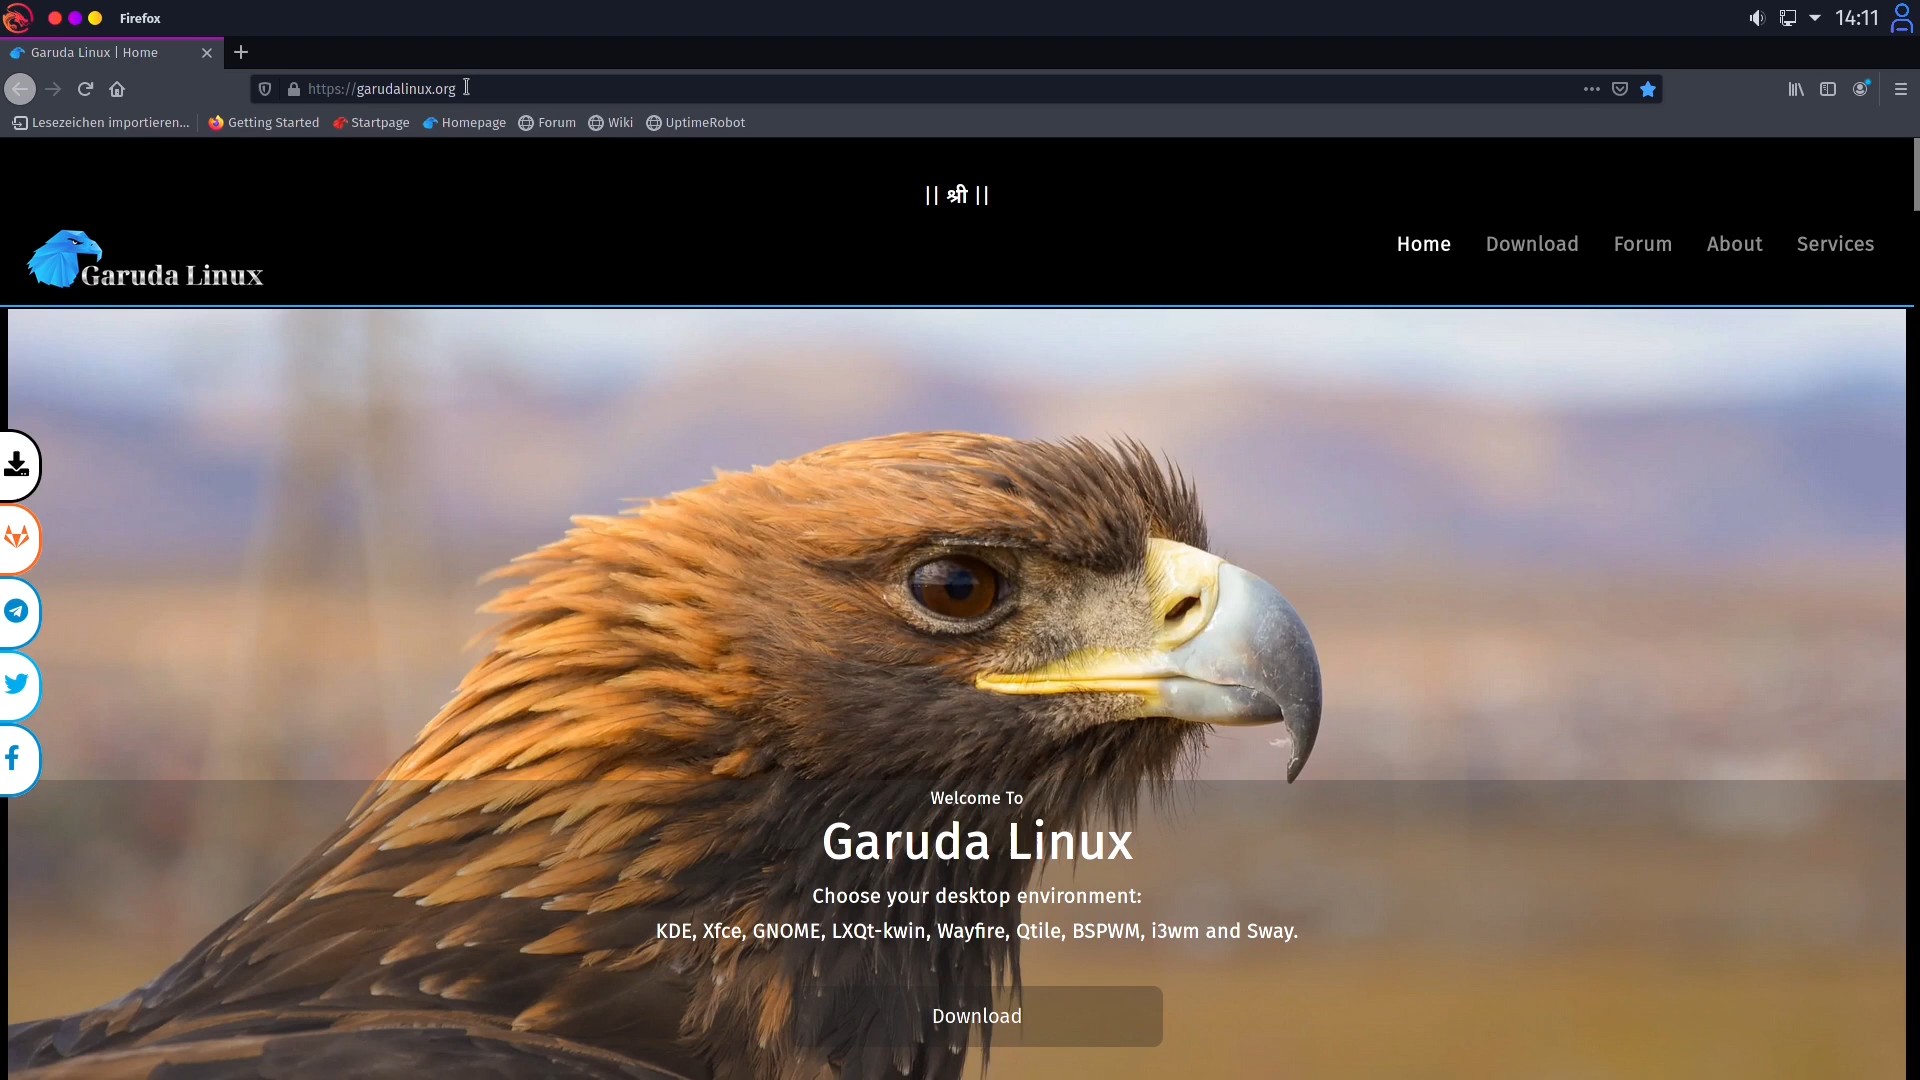 Firefox
14:11
Garuda Linux | Home
https://garudalinux.org
Lesezeichen importieren... Getting Started Startpage Homepage Forum Wiki UptimeRobot
|| श्री ||
Garuda Linux
Home Download Forum About Services
Welcome To
Garuda Linux
Choose your desktop environment:
KDE, Xfce, GNOME, LXQt-kwin, Wayfire, Qtile, BSPWM, i3wm and Sway.
Download